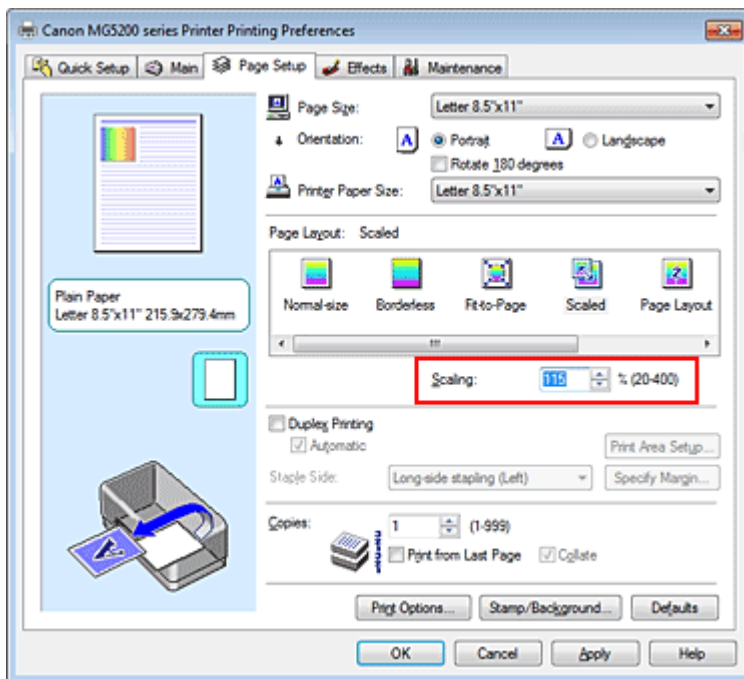 Canon MG5200 series Printer Printing Preferences
Quick Setup Main Page Setup Effects Maintenance
Page Size: Letter 8.5"x11"
Orientation: A Portrait A Landscape
Rotate 180 degrees
Printer Paper Size: Letter 8.5"x11"
Page Layout: Scaled
Normal-size Borderless Fit-to-Page Scaled Page Layout
Plain Paper
Letter 8.5"x11" 215.9x279.4mm
Scaling: 115 % (20-400)
Duplex Printing
Automatic Print Area Setup...
Staple Side: Long-side stapling (Left) Specify Margin...
Copies: 1 (1-999)
Print from Last Page Collate
Print Options... Stamp/Background... Defaults
OK Cancel Apply Help